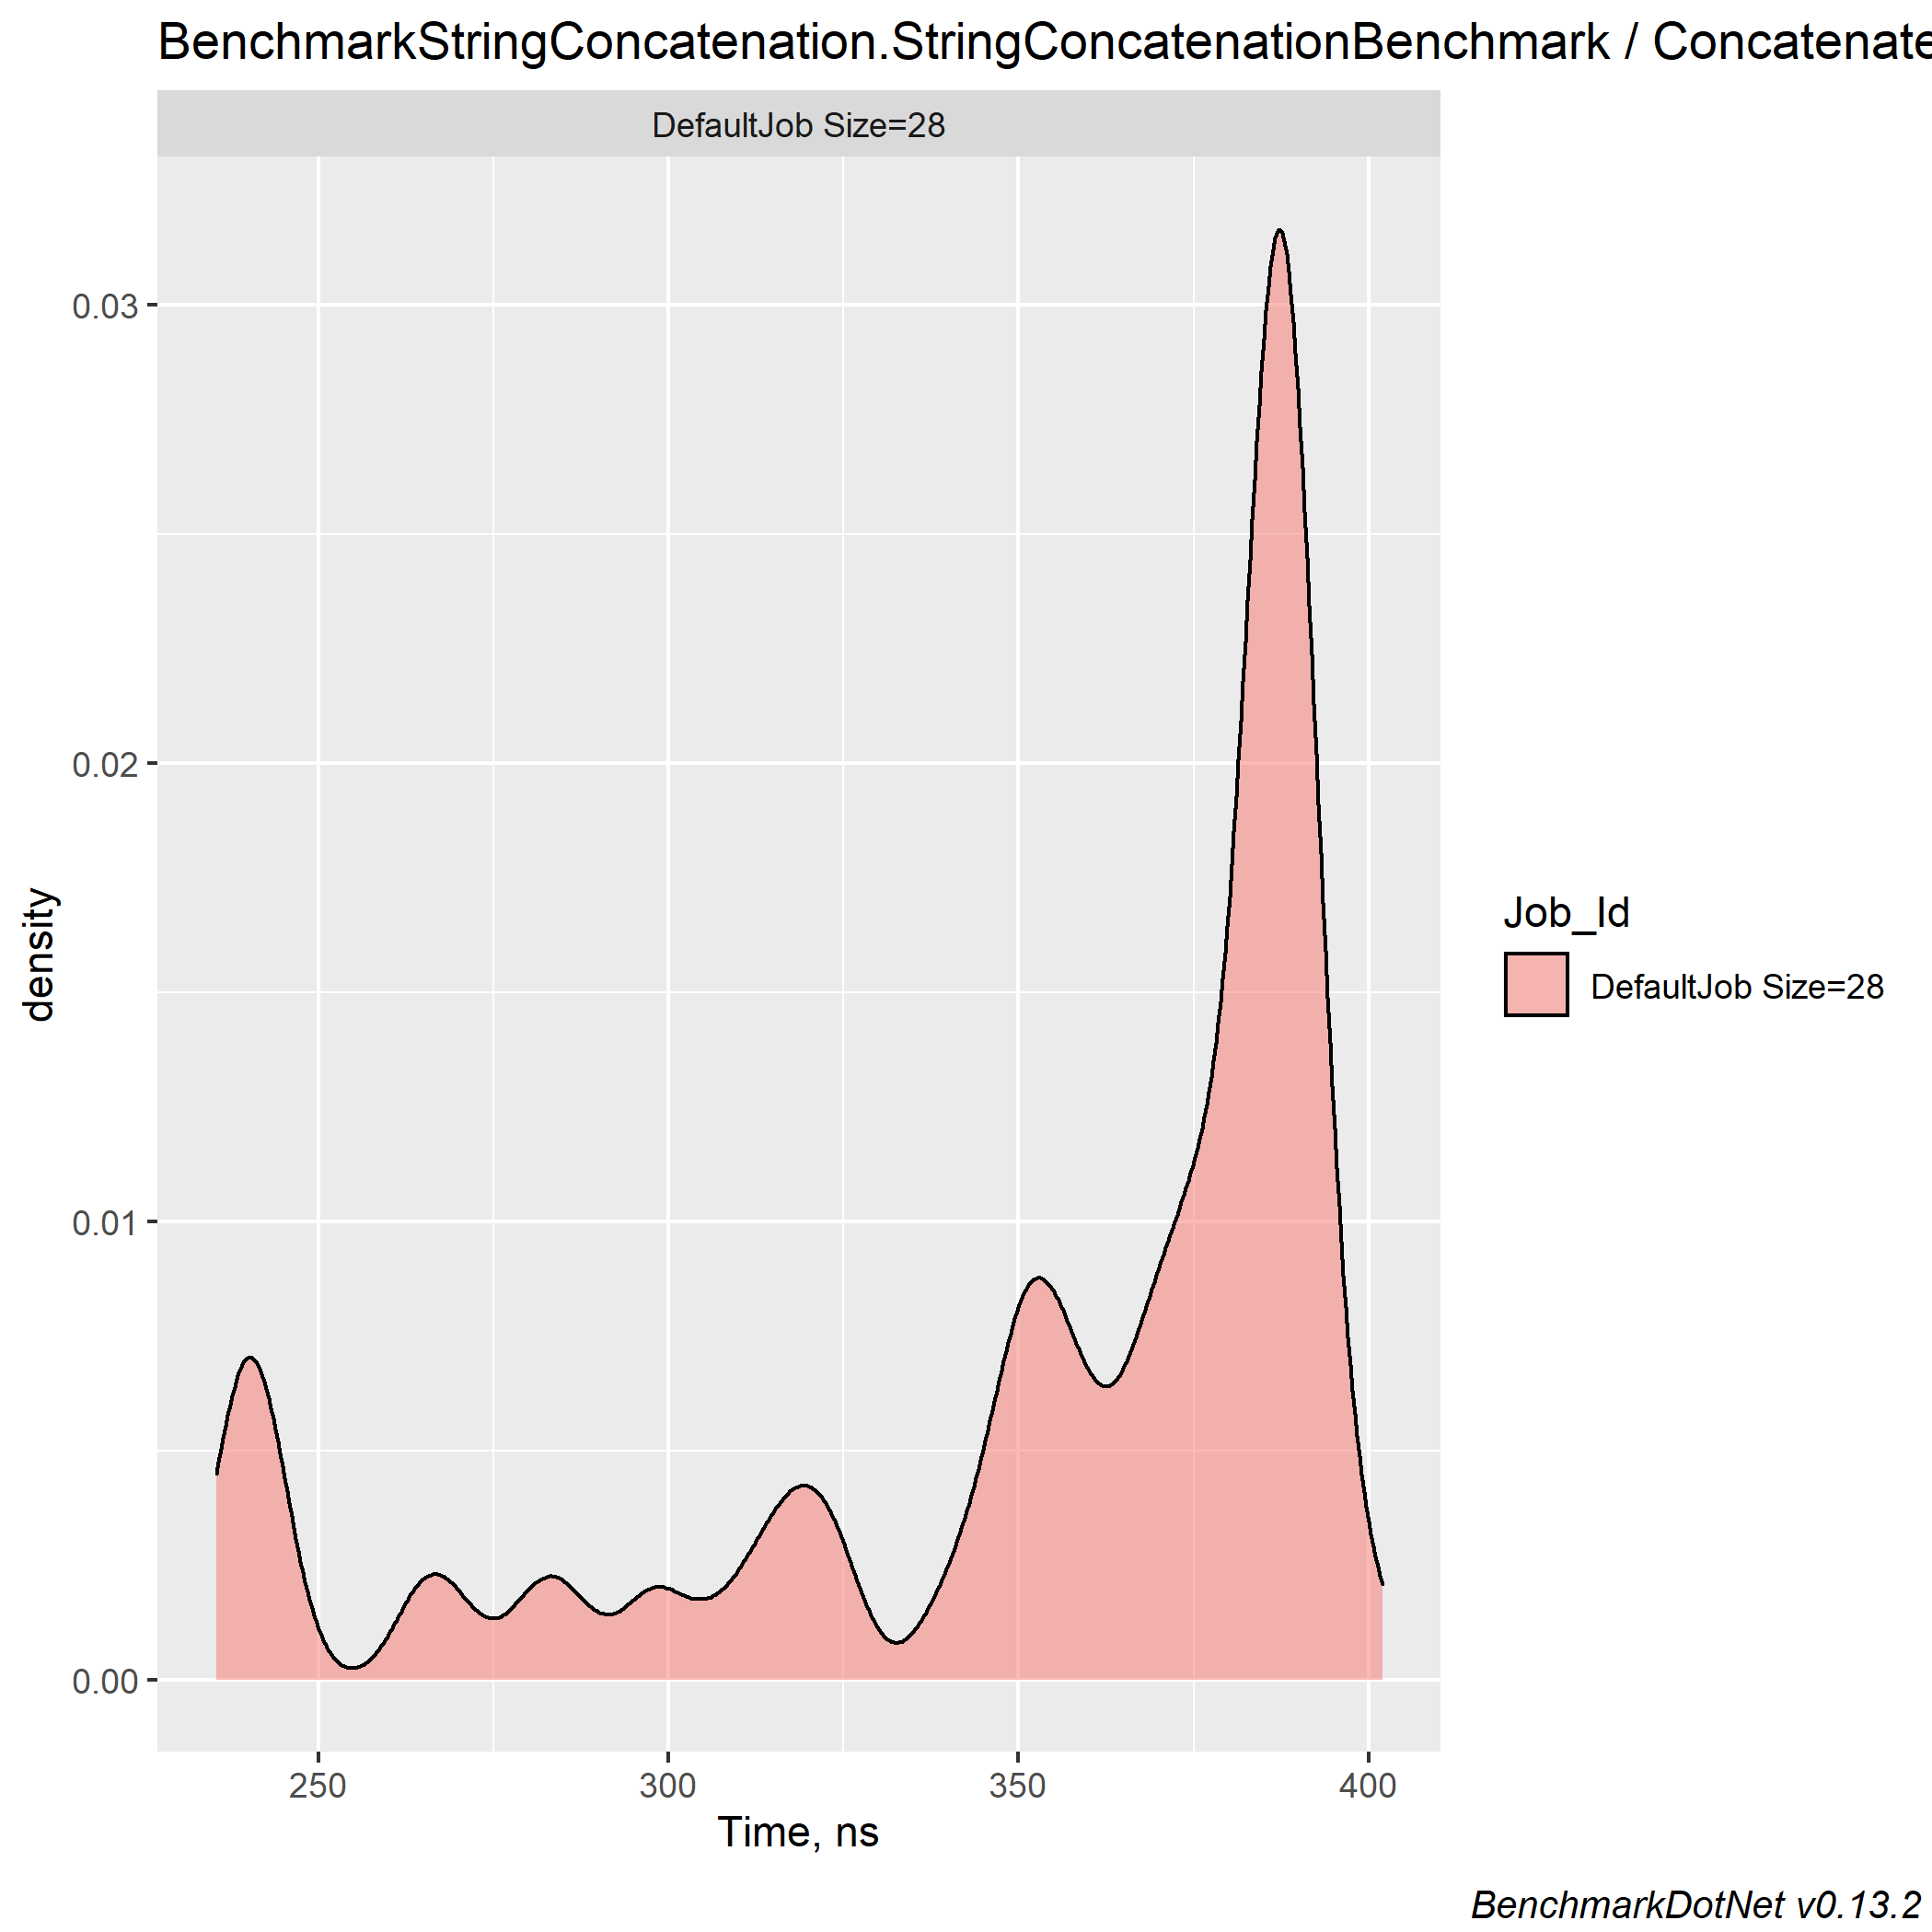 BenchmarkStringConcatenation.StringConcatenationBenchmark / Concatenate
DefaultJob Size=28
0.03
0.02
0.01
0.00
density
250 300 350 400
Time, ns
Job_Id
DefaultJob Size=28
BenchmarkDotNet v0.13.2